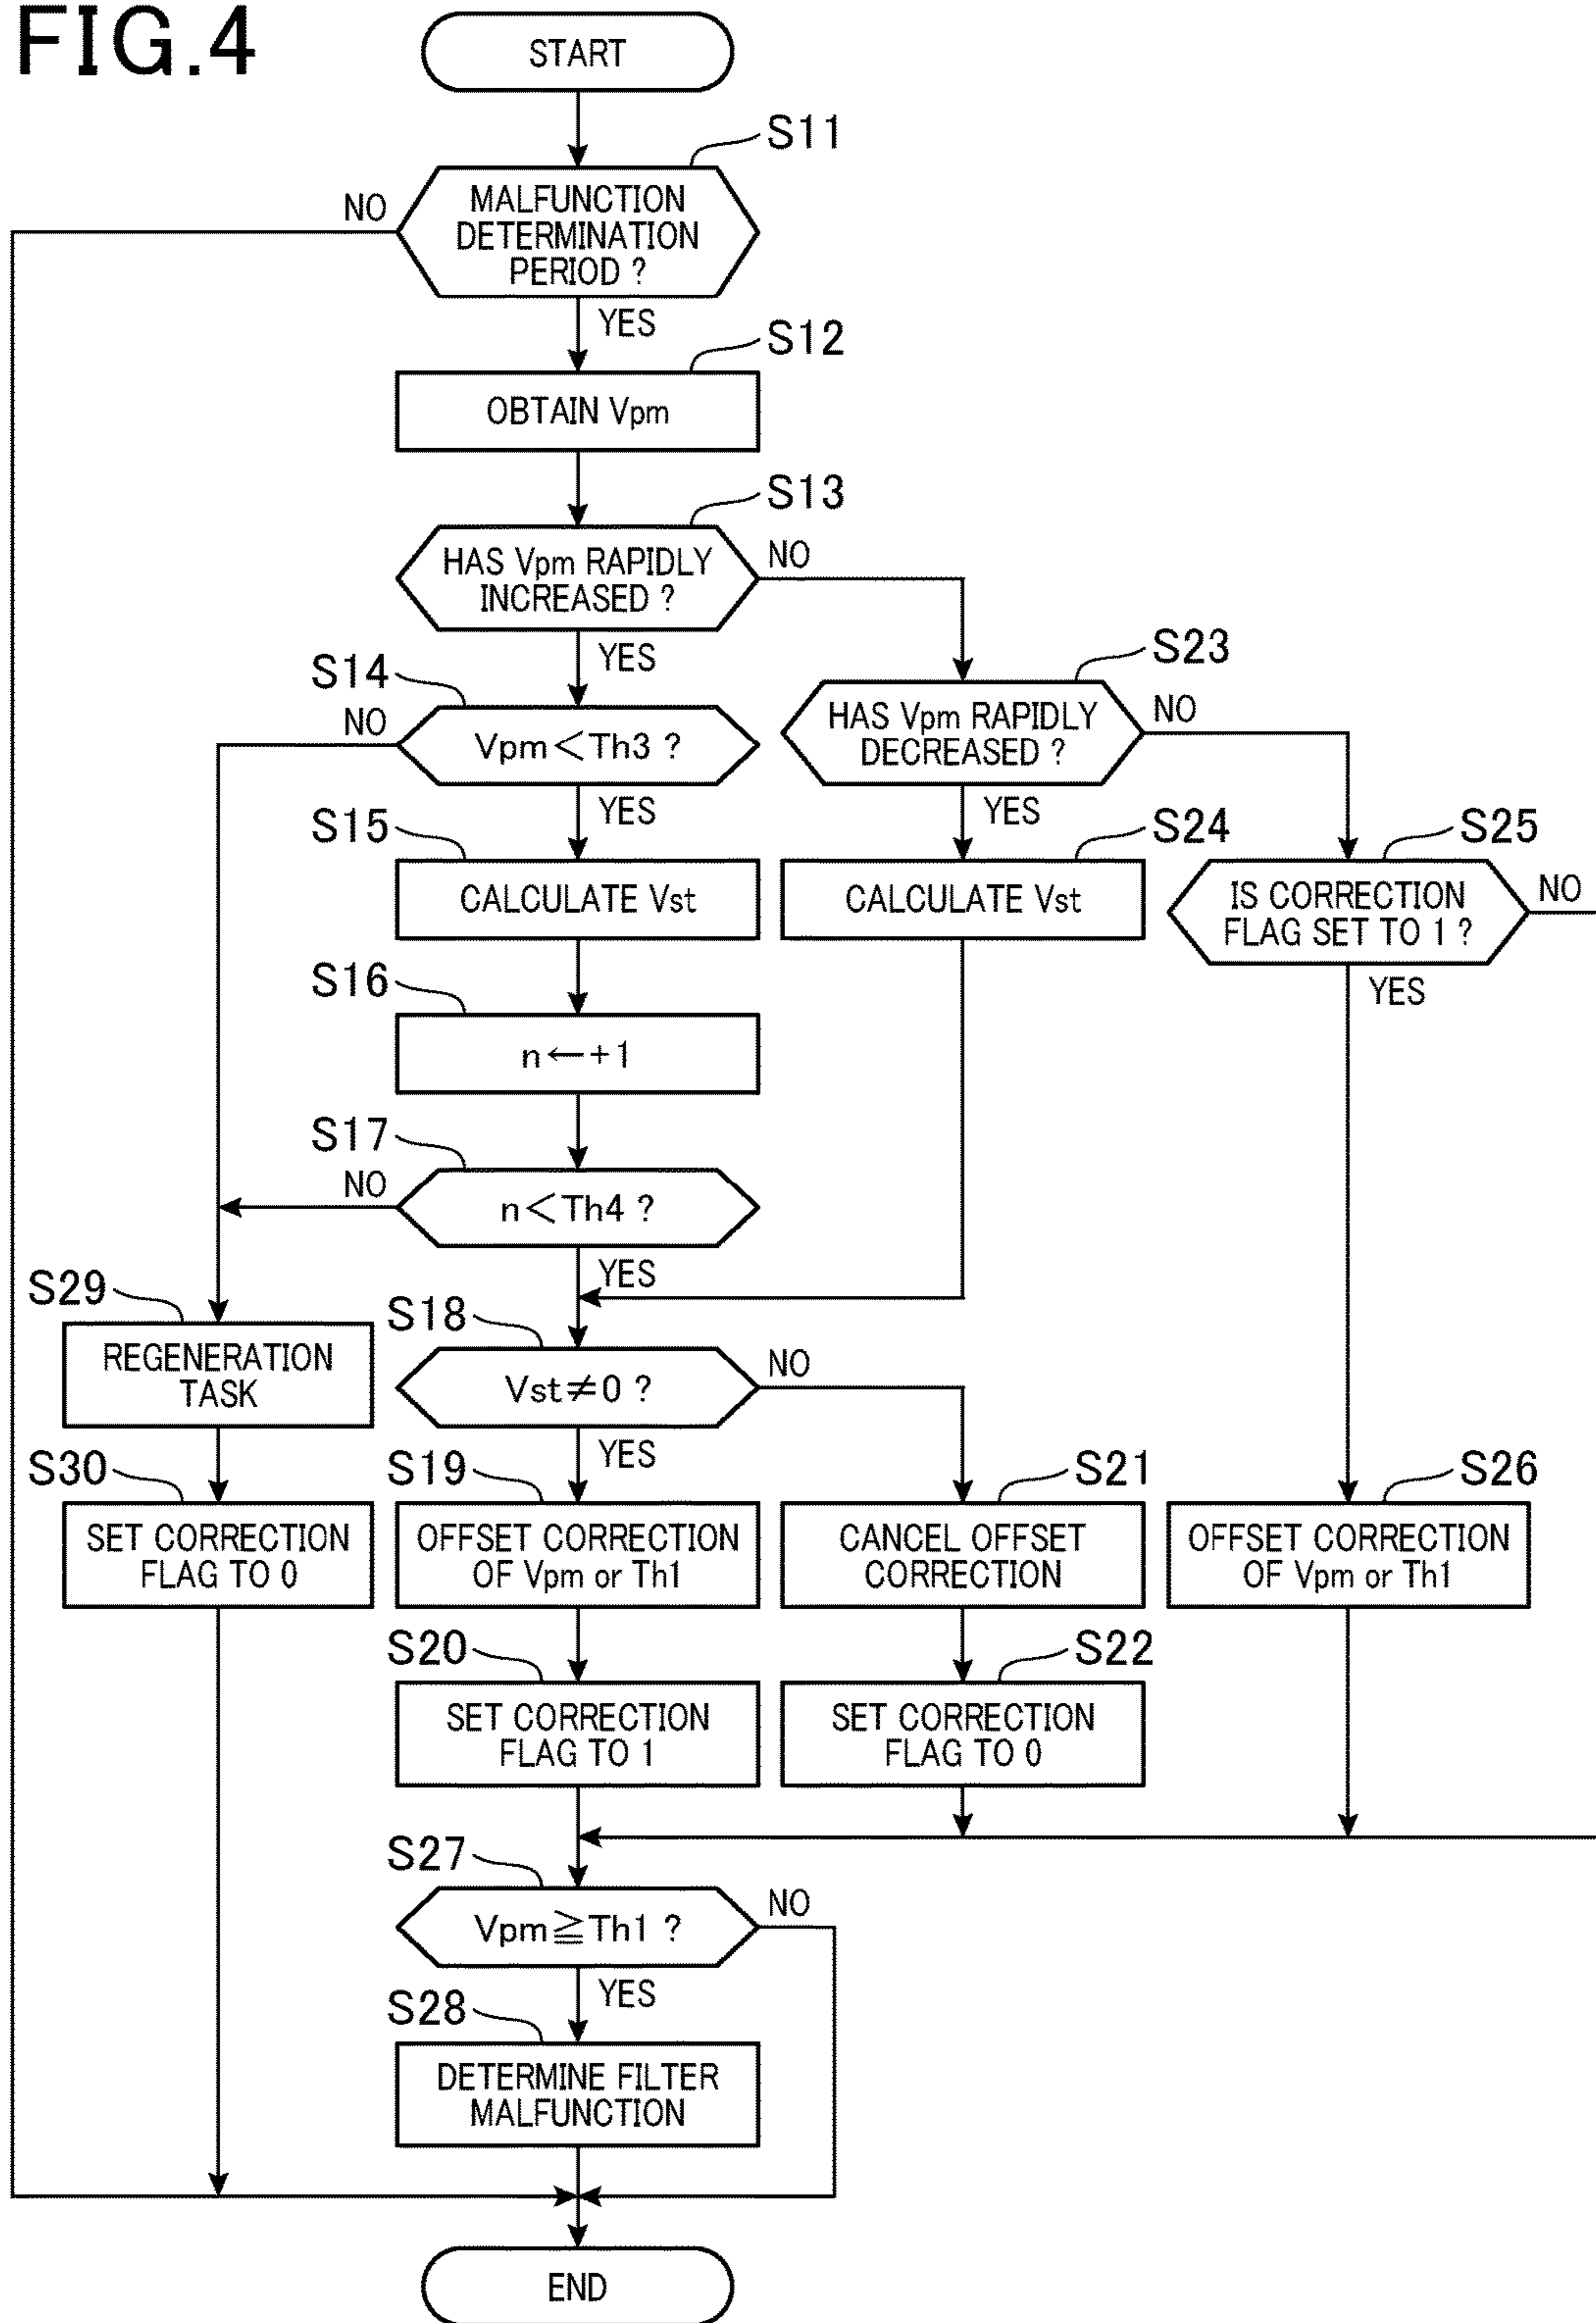 FIG.4
START
S11
MALFUNCTION
DETERMINATION
PERIOD ?
NO
YES
S12
OBTAIN Vpm
S13
HAS Vpm RAPIDLY
INCREASED ?
NO
YES
S14
Vpm＜Th3 ?
NO
YES
S23
HAS Vpm RAPIDLY
DECREASED ?
NO
YES
S15
CALCULATE Vst
S24
CALCULATE Vst
S25
IS CORRECTION
FLAG SET TO 1 ?
NO
YES
S16
n←+1
S17
n＜Th4 ?
NO
YES
S29
REGENERATION
TASK
S18
Vst≠0 ?
NO
YES
S30
SET CORRECTION
FLAG TO 0
S19
OFFSET CORRECTION
OF Vpm or Th1
S21
CANCEL OFFSET
CORRECTION
S26
OFFSET CORRECTION
OF Vpm or Th1
S20
SET CORRECTION
FLAG TO 1
S22
SET CORRECTION
FLAG TO 0
S27
Vpm≧Th1 ?
NO
YES
S28
DETERMINE FILTER
MALFUNCTION
END